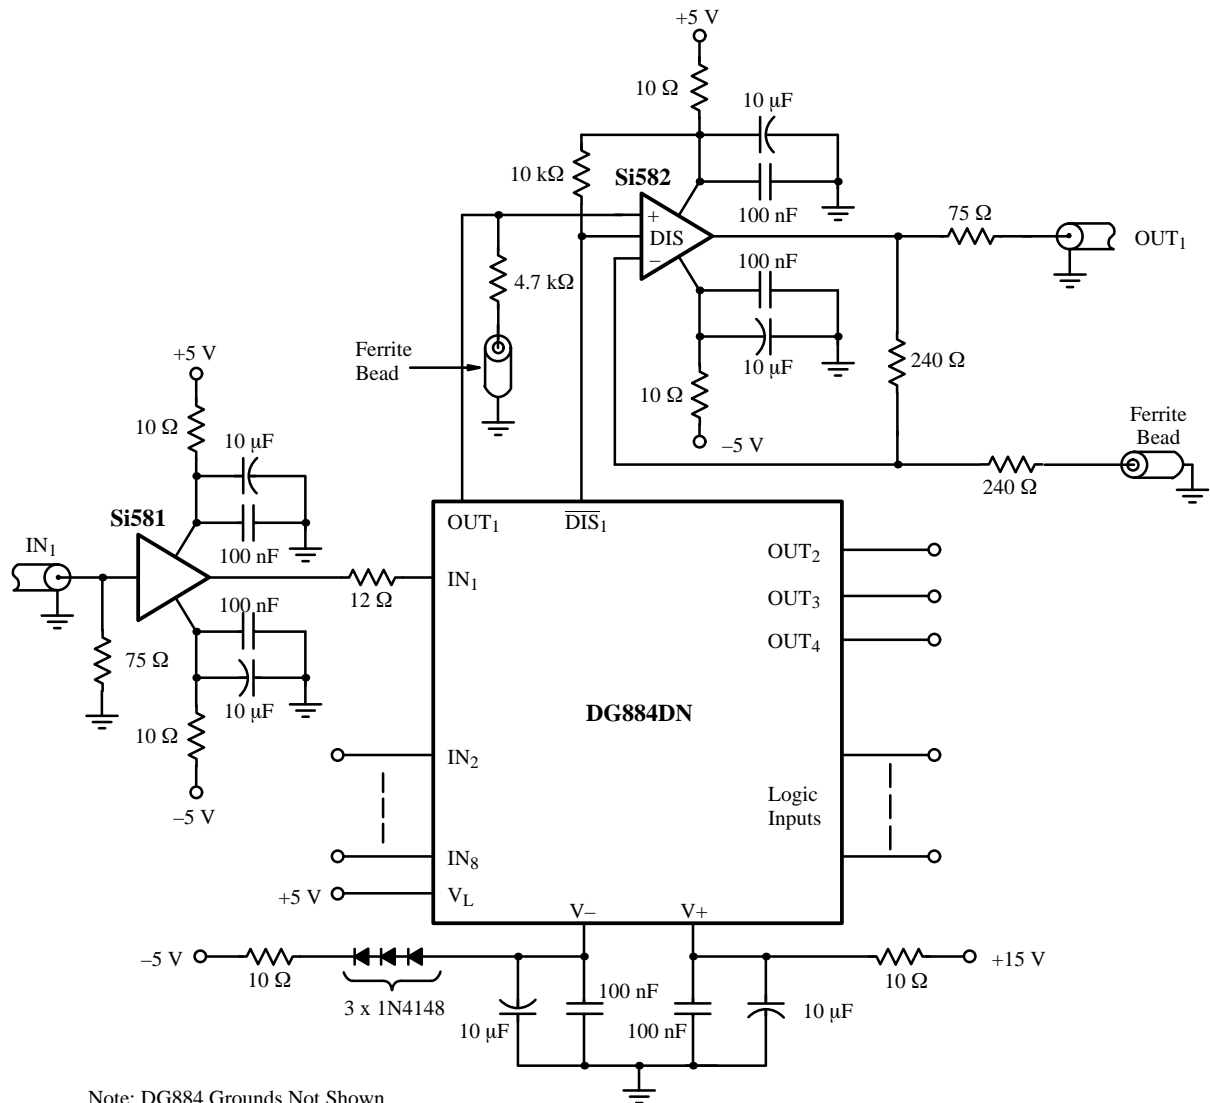 +5 V
10 Ω
10 µF
10 kΩ
Si582
100 nF
+
DIS
–
75 Ω
OUT1
100 nF
4.7 kΩ
Ferrite
Bead
10 µF
240 Ω
+5 V
10 Ω
–5 V
Ferrite
Bead
10 Ω
10 µF
240 Ω
Si581
100 nF
OUT1
DIS1
IN1
OUT2
12 Ω
IN1
100 nF
OUT3
75 Ω
OUT4
10 µF
10 Ω
DG884DN
IN2
–5 V
Logic
Inputs
IN8
+5 V
VL
V–
V+
–5 V
10 Ω
3 x 1N4148
10 µF
100 nF
100 nF
10 µF
10 Ω
+15 V
Note: DG884 Grounds Not Shown